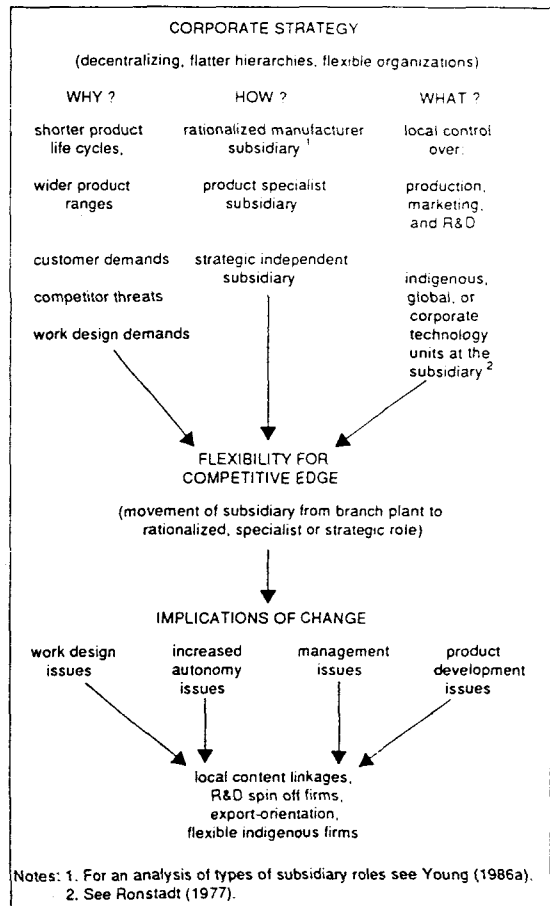 CORPORATE STRATEGY
(decentralizing, flatter hierarchies, flexible organizations)
WHY ?
HOW ?
WHAT ?
shorter product
life cycles,
wider product
ranges
customer demands
competitor threats
work design demands
rationalized manufacturer
subsidiary 1
product specialist
subsidiary
strategic independent
subsidiary
local control
over:
production,
marketing,
and R&D
indigenous,
global, or
corporate
technology
units at the
subsidiary 2
FLEXIBILITY FOR
COMPETITIVE EDGE
(movement of subsidiary from branch plant to
rationalized, specialist or strategic role)
IMPLICATIONS OF CHANGE
work design
issues
increased
autonomy
issues
management
issues
product
development
issues
local content linkages,
R&D spin off firms,
export-orientation,
flexible indigenous firms
Notes: 1. For an analysis of types of subsidiary roles see Young (1986a).
2. See Ronstadt (1977).